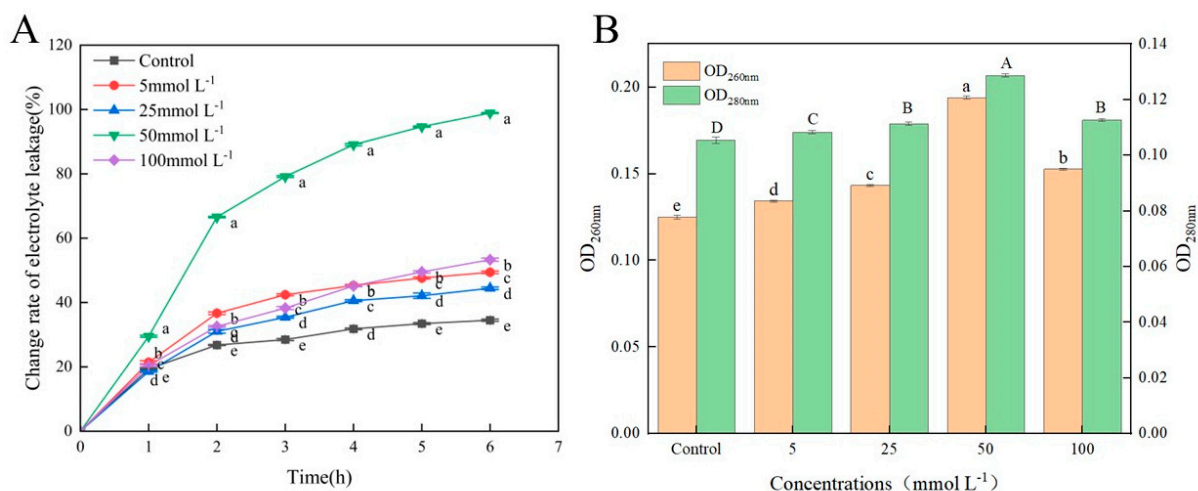 A
Change rate of electrolyte leakage(%)
120
100
80
60
40
20
0
Control
5mmol L⁻¹
25mmol L⁻¹
50mmol L⁻¹
100mmol L⁻¹
a
a
a
a
a
a
b
c
e
d
b
c
d
e
b
c
d
e
b
c
d
b
c
d
e
b
c
d
e
0
1
2
3
4
5
6
7
Time(h)
B
OD260nm
0.20
0.15
0.10
0.05
0.00
OD260nm
OD280nm
e
D
d
C
c
B
a
A
b
B
0.14
0.12
0.10
0.08
0.06
0.04
0.02
0.00
OD280nm
Control
5
25
50
100
Concentrations（mmol L⁻¹）